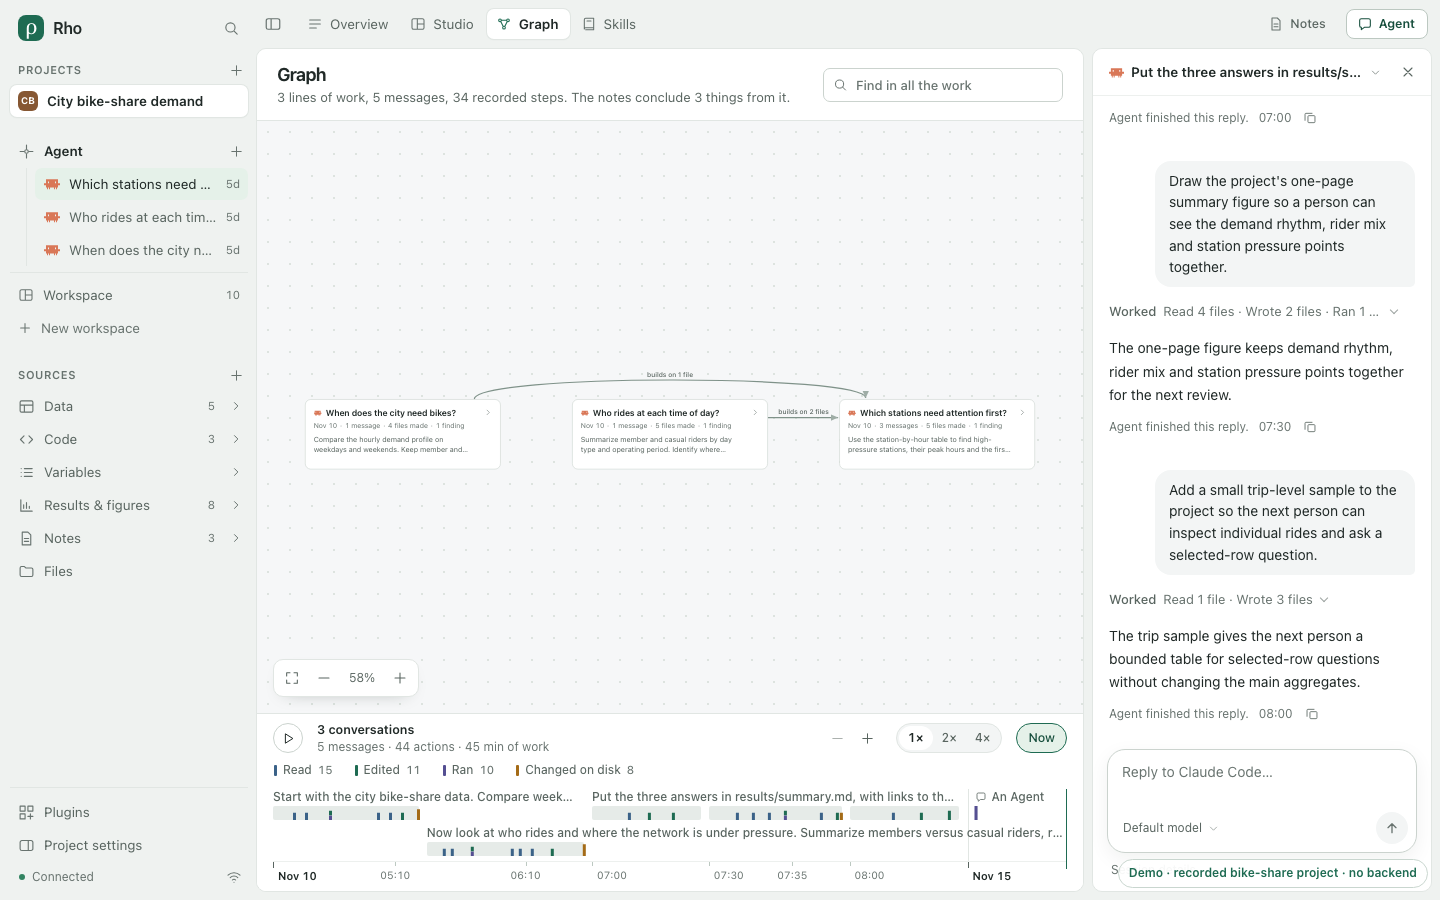 Rho
PROJECTS
CB City bike-share demand
Agent
Which stations need ... 5d
Who rides at each tim... 5d
When does the city n... 5d
Workspace 10
New workspace
SOURCES
Data 5
Code 3
Variables
Results & figures 8
Notes 3
Files
Plugins
Project settings
Connected
Overview
Studio
Graph
Skills
Notes
Agent
Graph
3 lines of work, 5 messages, 34 recorded steps. The notes conclude 3 things from it.
Find in all the work
builds on 1 file
When does the city need bikes?
Nov 10 · 1 message · 4 files made · 1 finding
Compare the hourly demand profile on
weekdays and weekends. Keep member and...
Who rides at each time of day?
Nov 10 · 1 message · 5 files made · 1 finding
Summarize member and casual riders by day
type and operating period. Identify where...
builds on 2 files
Which stations need attention first?
Nov 10 · 3 messages · 5 files made · 1 finding
Use the station-by-hour table to find high-
pressure stations, their peak hours and the firs...
58%
3 conversations
5 messages · 44 actions · 45 min of work
1× 2× 4× Now
Read 15 Edited 11 Ran 10 Changed on disk 8
Start with the city bike-share data. Compare week...
Put the three answers in results/summary.md, with links to th...
An Agent
Now look at who rides and where the network is under pressure. Summarize members versus casual riders, r...
Nov 10 05:10 06:10 07:00 07:30 07:35 08:00 Nov 15
Put the three answers in results/s...
Agent finished this reply. 07:00
Draw the project's one-page
summary figure so a person can
see the demand rhythm, rider mix
and station pressure points
together.
Worked Read 4 files · Wrote 2 files · Ran 1 ...
The one-page figure keeps demand rhythm,
rider mix and station pressure points together
for the next review.
Agent finished this reply. 07:30
Add a small trip-level sample to the
project so the next person can
inspect individual rides and ask a
selected-row question.
Worked Read 1 file · Wrote 3 files
The trip sample gives the next person a
bounded table for selected-row questions
without changing the main aggregates.
Agent finished this reply. 08:00
Reply to Claude Code...
Default model
Demo · recorded bike-share project · no backend